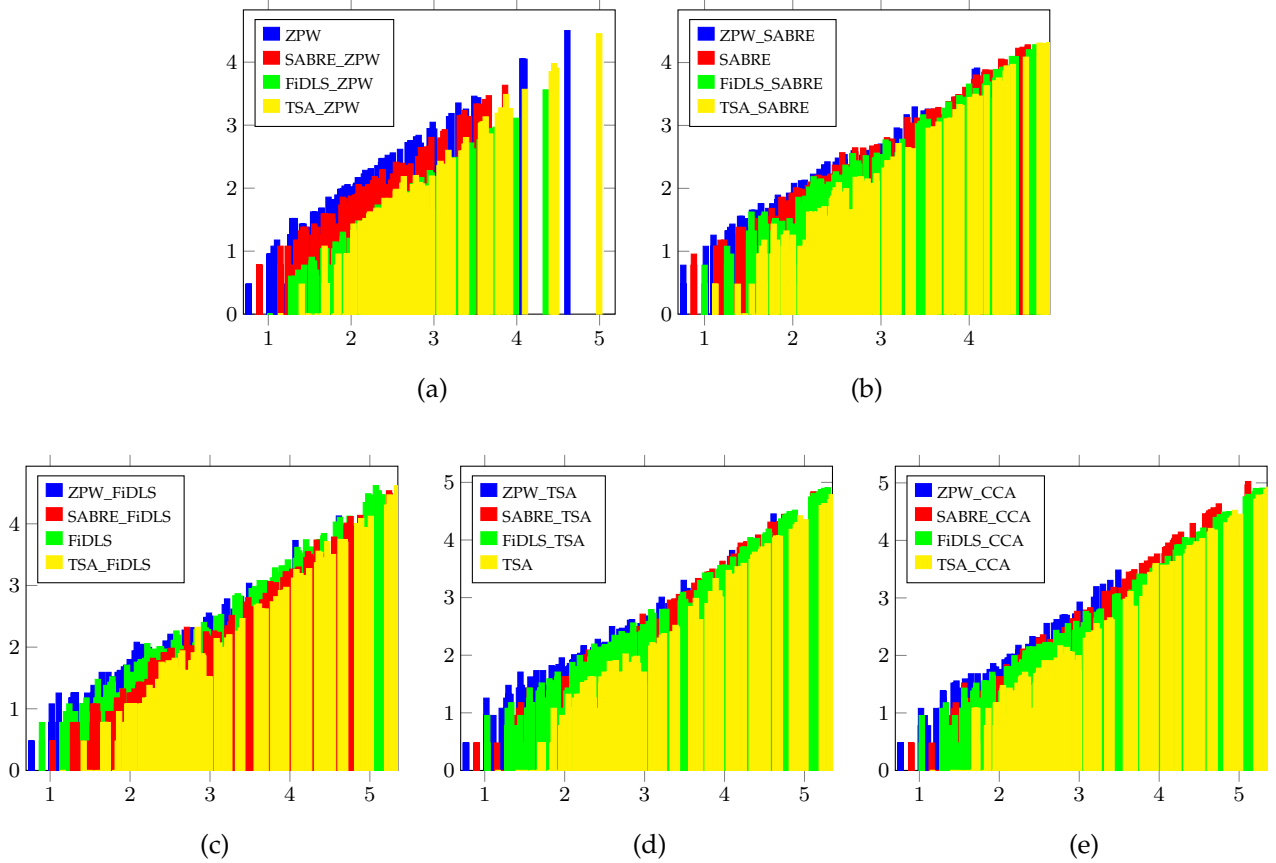 ZPW
SABRE_ZPW
FiDLS_ZPW
TSA_ZPW
4
3
2
1
0
1 2 3 4 5
(a)
ZPW_SABRE
SABRE
FiDLS_SABRE
TSA_SABRE
4
3
2
1
0
1 2 3 4
(b)
ZPW_FiDLS
SABRE_FiDLS
FiDLS
TSA_FiDLS
4
3
2
1
0
1 2 3 4 5
(c)
ZPW_TSA
SABRE_TSA
FiDLS_TSA
TSA
5
4
3
2
1
0
1 2 3 4 5
(d)
ZPW_CCA
SABRE_CCA
FiDLS_CCA
TSA_CCA
5
4
3
2
1
0
1 2 3 4 5
(e)